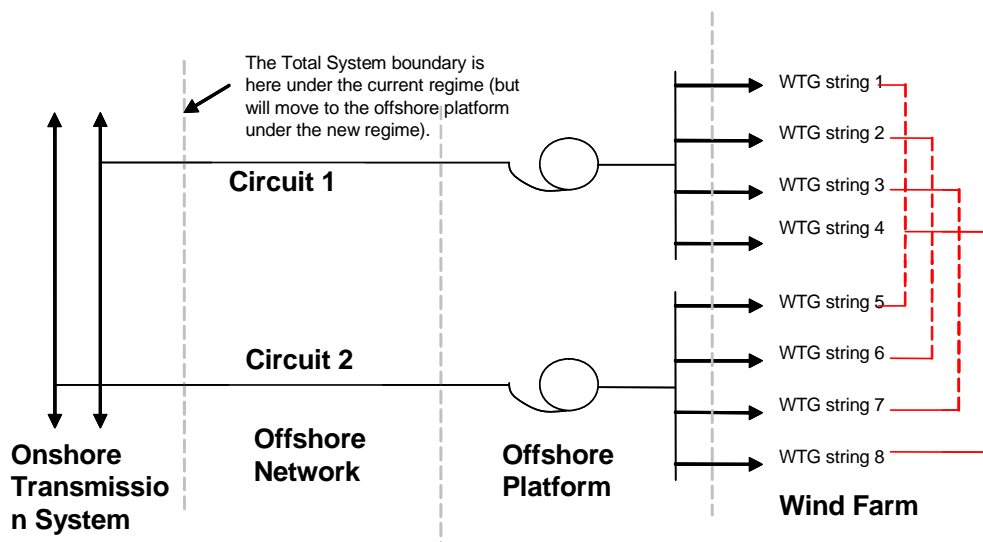 The Total System boundary is
here under the current regime (but
will move to the offshore platform
under the new regime).
WTG string 1
WTG string 2
WTG string 3
WTG string 4
Circuit 1
WTG string 5
WTG string 6
WTG string 7
WTG string 8
Circuit 2
Onshore
Transmissio
n System
Offshore
Network
Offshore
Platform
Wind Farm